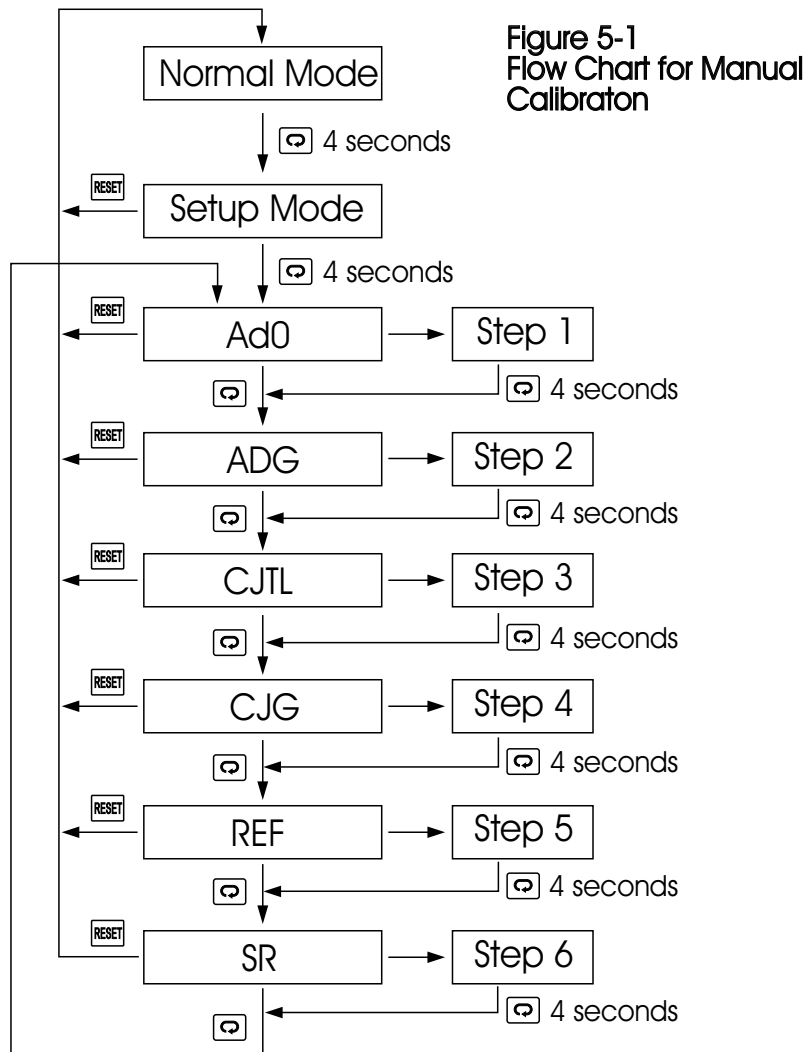 Figure 5-1
Flow Chart for Manual
Calibraton
Normal Mode
4 seconds
RESET
Setup Mode
4 seconds
RESET
Ad0
Step 1
4 seconds
RESET
ADG
Step 2
4 seconds
RESET
CJTL
Step 3
4 seconds
RESET
CJG
Step 4
4 seconds
RESET
REF
Step 5
4 seconds
RESET
SR
Step 6
4 seconds